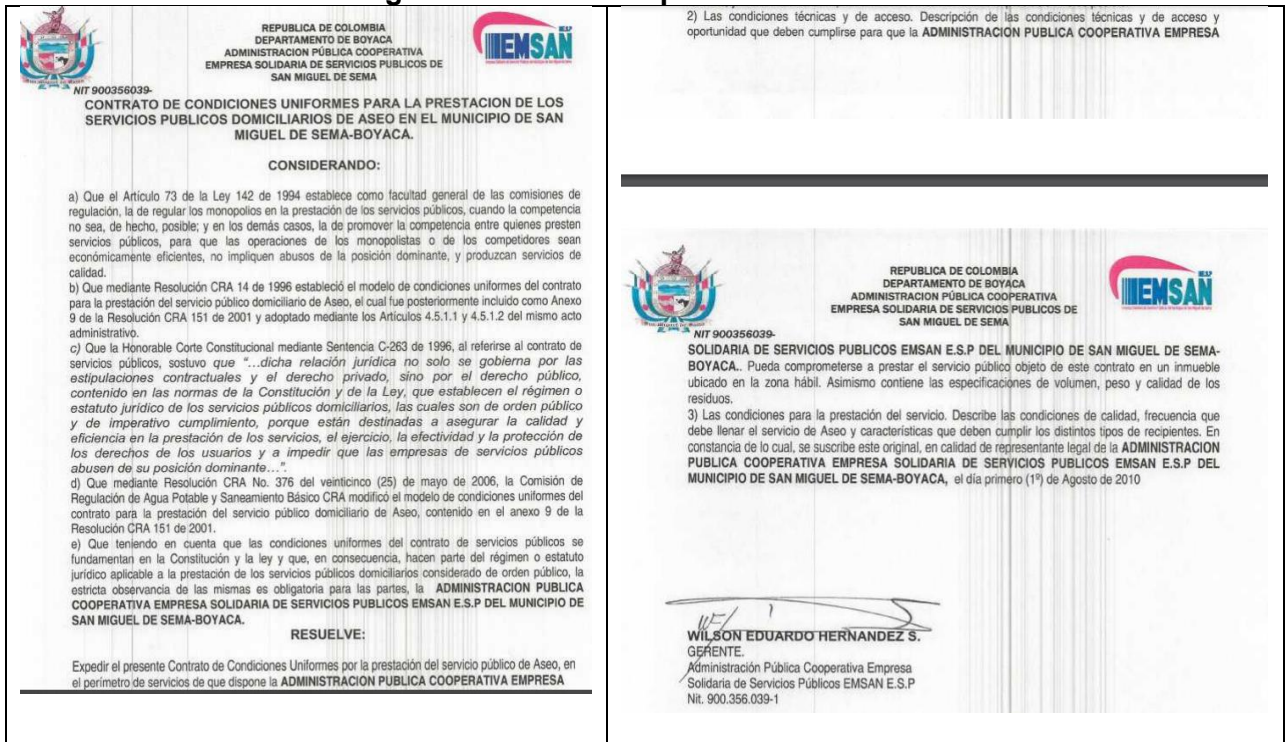 REPUBLICA DE COLOMBIA
DEPARTAMENTO DE BOYACA
ADMINISTRACION PÚBLICA COOPERATIVA
EMPRESA SOLIDARIA DE SERVICIOS PUBLICOS DE
SAN MIGUEL DE SEMA
EMSAN
NIT 900356039-
CONTRATO DE CONDICIONES UNIFORMES PARA LA PRESTACION DE LOS
SERVICIOS PUBLICOS DOMICILIARIOS DE ASEO EN EL MUNICIPIO DE SAN
MIGUEL DE SEMA-BOYACA.
CONSIDERANDO:
a) Que el Artículo 73 de la Ley 142 de 1994 establece como facultad general de las comisiones de
regulación, la de regular los monopolios en la prestación de los servicios públicos, cuando la competencia
no sea, de hecho, posible; y en los demás casos, la de promover la competencia entre quienes presten
servicios públicos, para que las operaciones de los monopolistas o de los competidores sean
económicamente eficientes, no impliquen abusos de la posición dominante, y produzcan servicios de
calidad.
b) Que mediante Resolución CRA 14 de 1996 estableció el modelo de condiciones uniformes del contrato
para la prestación del servicio público domiciliario de Aseo, el cual fue posteriormente incluido como Anexo
9 de la Resolución CRA 151 de 2001 y adoptado mediante los Artículos 4.5.1.1 y 4.5.1.2 del mismo acto
administrativo.
c) Que la Honorable Corte Constitucional mediante Sentencia C-263 de 1996, al referirse al contrato de
servicios públicos, sostuvo que “…dicha relación jurídica no solo se gobierna por las
estipulaciones contractuales y el derecho privado, sino por el derecho público,
contenido en las normas de la Constitución y de la Ley, que establecen el régimen o
estatuto jurídico de los servicios públicos domiciliarios, las cuales son de orden público
y de imperativo cumplimiento, porque están destinadas a asegurar la calidad y
eficiencia en la prestación de los servicios, el ejercicio, la efectividad y la protección de
los derechos de los usuarios y a impedir que las empresas de servicios públicos
abusen de su posición dominante…”.
d) Que mediante Resolución CRA No. 376 del veinticinco (25) de mayo de 2006, la Comisión de
Regulación de Agua Potable y Saneamiento Básico CRA modificó el modelo de condiciones uniformes del
contrato para la prestación del servicio público domiciliario de Aseo, contenido en el anexo 9 de la
Resolución CRA 151 de 2001.
e) Que teniendo en cuenta que las condiciones uniformes del contrato de servicios públicos se
fundamentan en la Constitución y la ley y que, en consecuencia, hacen parte del régimen o estatuto
jurídico aplicable a la prestación de los servicios públicos domiciliarios considerado de orden público, la
estricta observancia de las mismas es obligatoria para las partes, la ADMINISTRACION PUBLICA
COOPERATIVA EMPRESA SOLIDARIA DE SERVICIOS PUBLICOS EMSAN E.S.P DEL MUNICIPIO DE
SAN MIGUEL DE SEMA-BOYACA.
RESUELVE:
Expedir el presente Contrato de Condiciones Uniformes por la prestación del servicio público de Aseo, en
el perímetro de servicios de que dispone la ADMINISTRACION PUBLICA COOPERATIVA EMPRESA
2) Las condiciones técnicas y de acceso. Descripción de las condiciones técnicas y de acceso y
oportunidad que deben cumplirse para que la ADMINISTRACION PUBLICA COOPERATIVA EMPRESA
REPUBLICA DE COLOMBIA
DEPARTAMENTO DE BOYACA
ADMINISTRACION PÚBLICA COOPERATIVA
EMPRESA SOLIDARIA DE SERVICIOS PUBLICOS DE
SAN MIGUEL DE SEMA
EMSAN
NIT 900356039-
SOLIDARIA DE SERVICIOS PUBLICOS EMSAN E.S.P DEL MUNICIPIO DE SAN MIGUEL DE SEMA-
BOYACA.. Pueda comprometerse a prestar el servicio público objeto de este contrato en un inmueble
ubicado en la zona hábil. Asimismo contiene las especificaciones de volumen, peso y calidad de los
residuos.
3) Las condiciones para la prestación del servicio. Describe las condiciones de calidad, frecuencia que
debe llenar el servicio de Aseo y características que deben cumplir los distintos tipos de recipientes. En
constancia de lo cual, se suscribe este original, en calidad de representante legal de la ADMINISTRACION
PUBLICA COOPERATIVA EMPRESA SOLIDARIA DE SERVICIOS PUBLICOS EMSAN E.S.P DEL
MUNICIPIO DE SAN MIGUEL DE SEMA-BOYACA, el día primero (1º) de Agosto de 2010
WILSON EDUARDO HERNANDEZ S.
GERENTE.
Administración Pública Cooperativa Empresa
Solidaria de Servicios Públicos EMSAN E.S.P
Nit. 900.356.039-1